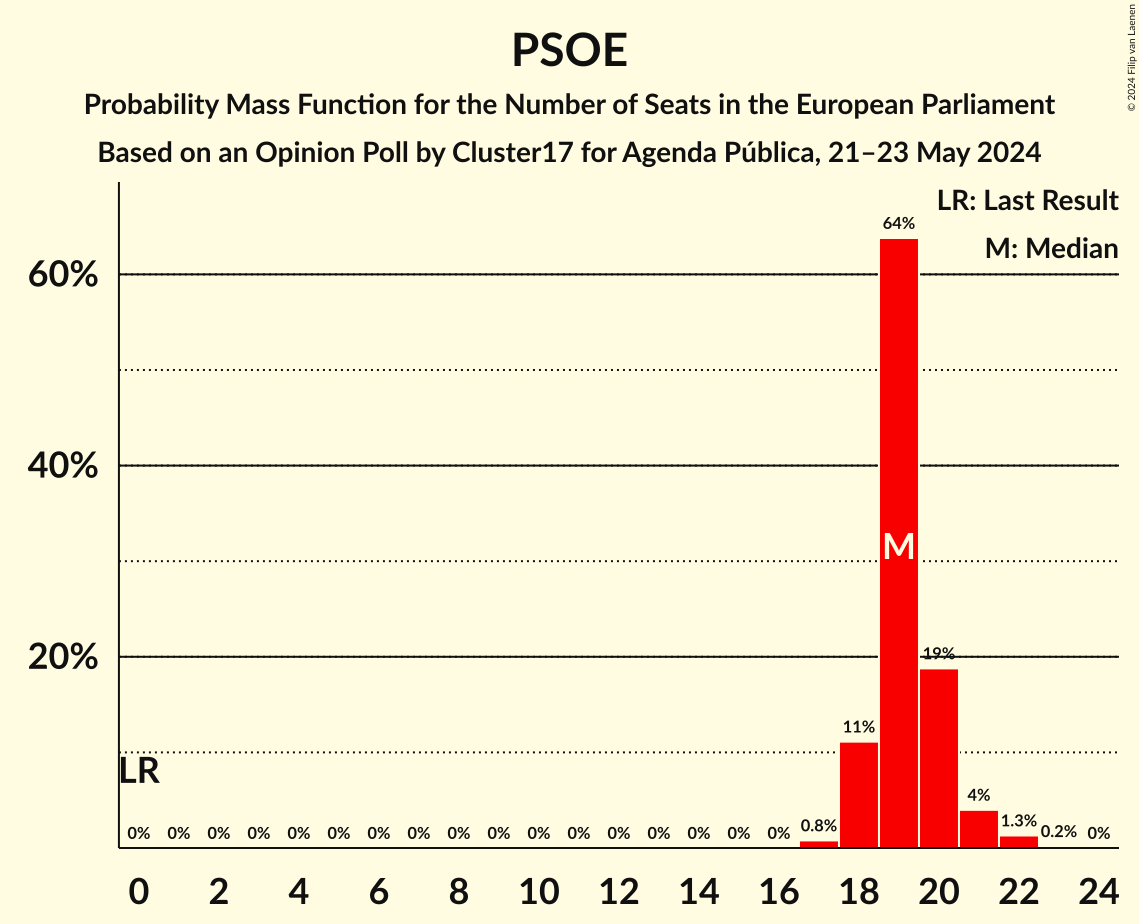 PSOE
Probability Mass Function for the Number of Seats in the European Parliament
Based on an Opinion Poll by Cluster17 for Agenda Pública, 21–23 May 2024
© 2024 Filip van Laenen
LR: Last Result
M: Median
60%
40%
20%
LR
M
0% 0% 0% 0% 0% 0% 0% 0% 0% 0% 0% 0% 0% 0% 0% 0% 0% 0.8% 11% 64% 19% 4% 1.3% 0.2% 0%
0 2 4 6 8 10 12 14 16 18 20 22 24